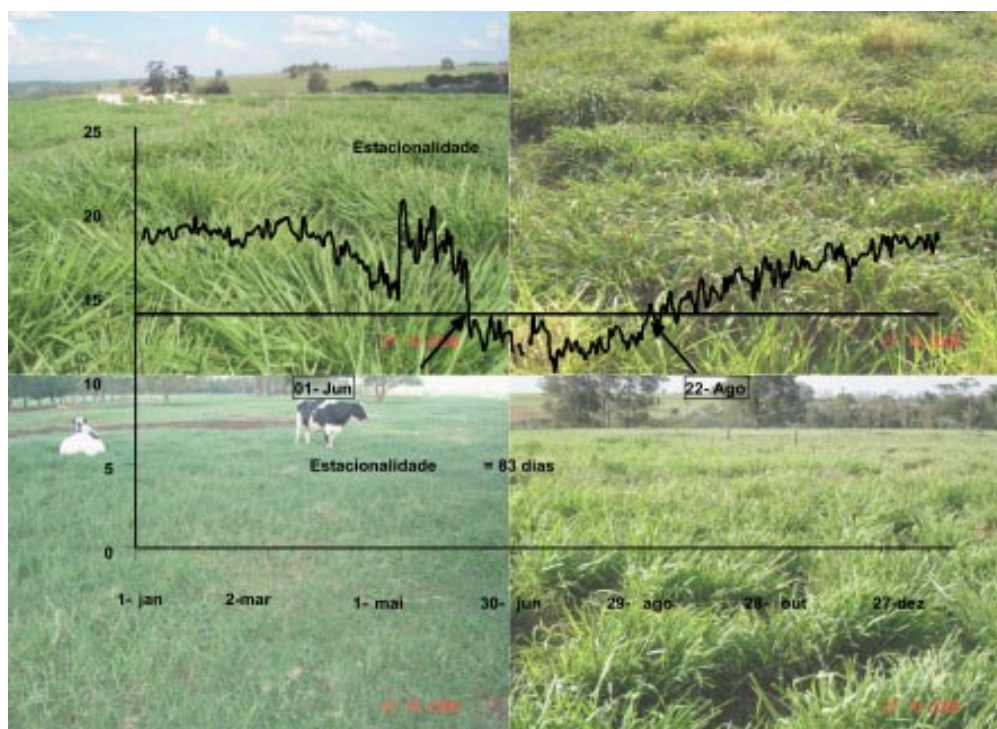 25
Estacionalidade
20
15
10
01- Jun
22- Ago
Estacionalidade = 83 dias
5
0
1- jan 2-mar 1- mai 30- jun 29- ago 28- out 27-dez